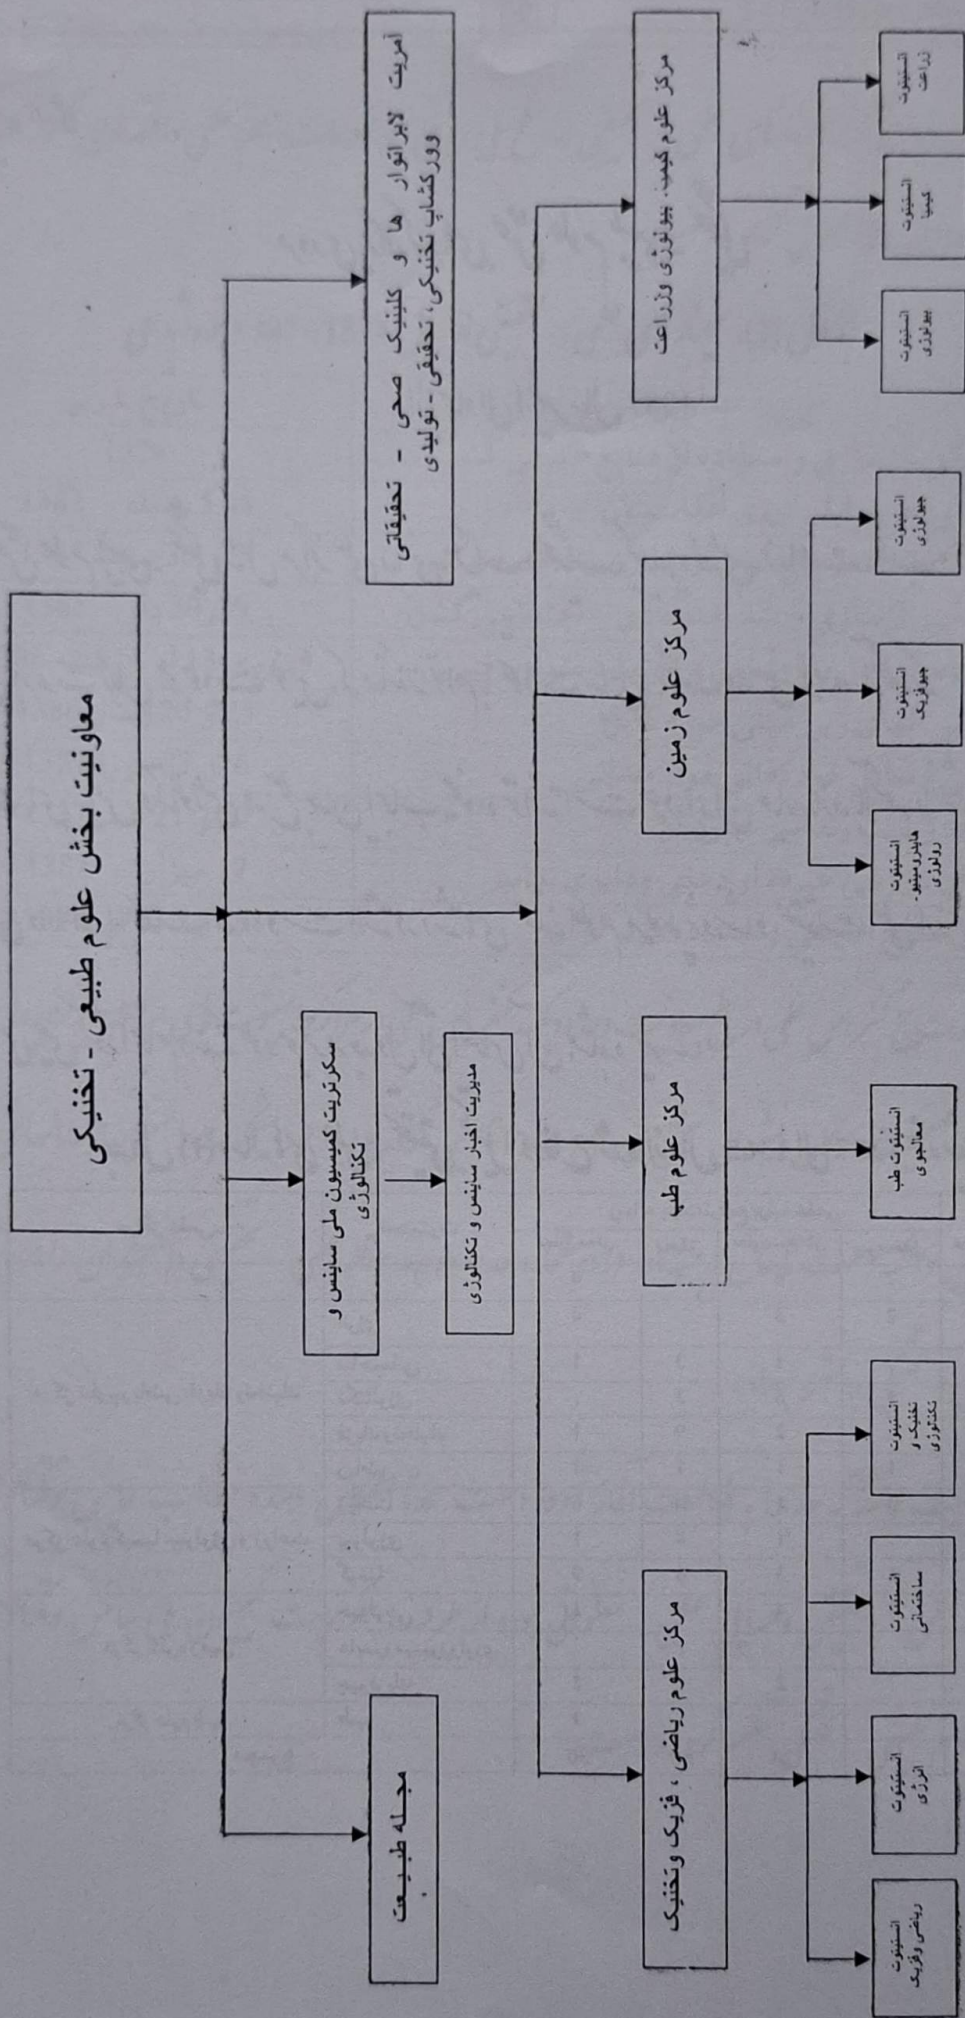 معاونیت بخش علوم طبیعی - تخنیکی
آمریت لابراتوار ها و کلینیک صحی - تحقیقاتی
وورکشاپ تخنیکی، تحقیقی - تولیدی
سکرتریت کمیسیون ملی ساینس و
تکنالوژی
مجله طبیعت
مدیریت اخبار ساینس و تکنالوژی
مرکز علوم کیمیا، بیولوژی وزراعت
مرکز علوم زمین
مرکز علوم طب
مرکز علوم ریاضی ، فزیک وتخنیک
انستیتوت
زراعت
انستیتوت
کیمیا
انستیتوت
بیولوژی
انستیتوت
جیولوژی
انستیتوت
جیوفزیک
انستیتوت
هایدرومیتیو-
رولوژی
انستیتوت طب
معالجوی
انستیتوت
تخنیک و
تکنالوژی
انستیتوت
ساختمانی
انستیتوت
انرژی
انستیتوت
ریاضی وفزیک